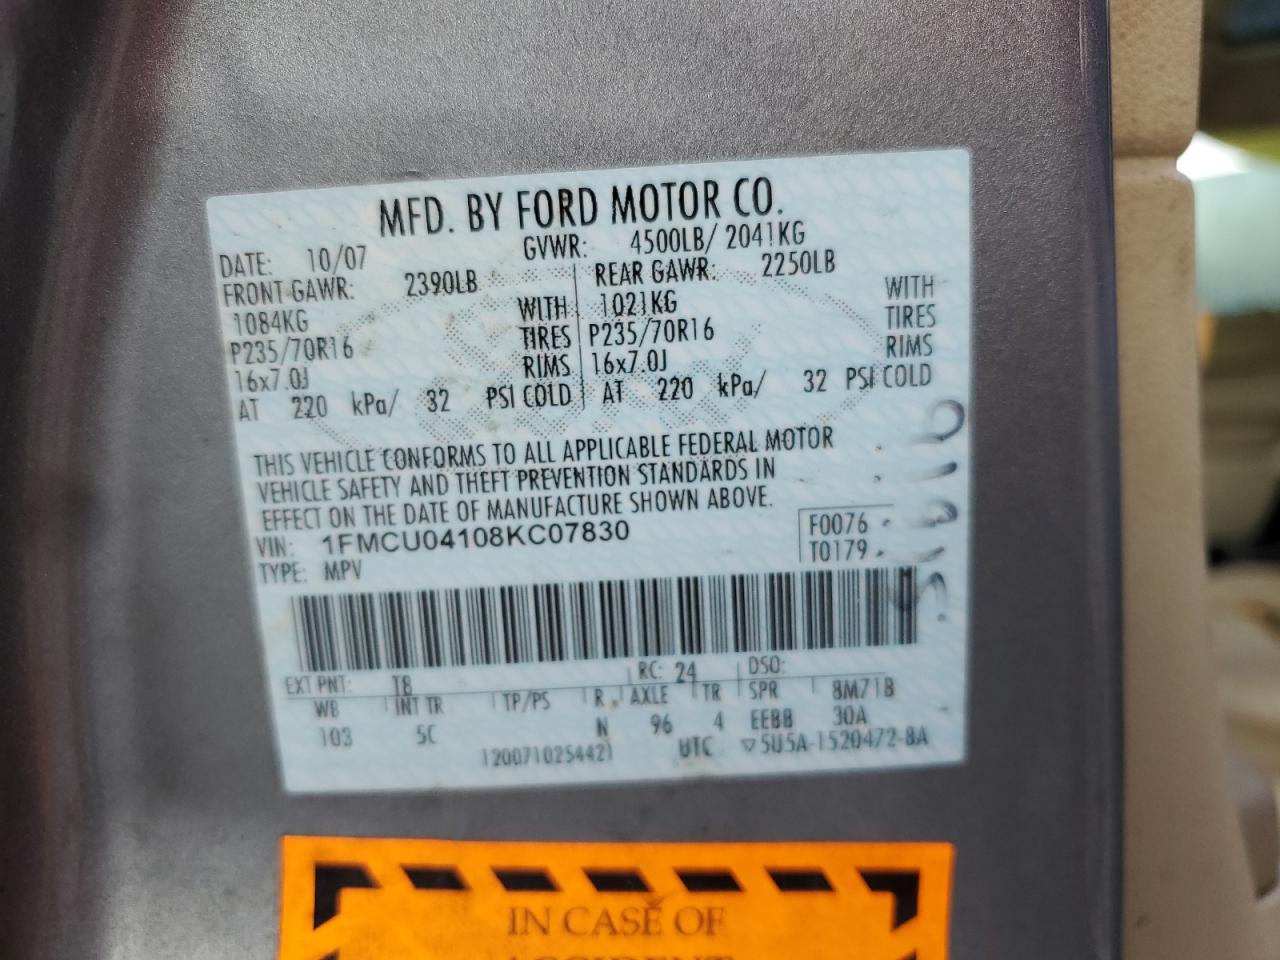 MFD. BY FORD MOTOR CO.
DATE: 10/07 GVWR: 4500LB/ 2041KG
FRONT GAWR: 2390LB REAR GAWR: 2250LB
1084KG WITH 1021KG WITH
P235/70R16 TIRES P235/70R16 TIRES
16x7.0J RIMS 16x7.0J RIMS
AT 220 kPa/ 32 PSI COLD AT 220 kPa/ 32 PSI COLD
THIS VEHICLE CONFORMS TO ALL APPLICABLE FEDERAL MOTOR
VEHICLE SAFETY AND THEFT PREVENTION STANDARDS IN
EFFECT ON THE DATE OF MANUFACTURE SHOWN ABOVE.
VIN: 1FMCU04108KC07830 F0076
TYPE: MPV T0179
EXT PNT: T8 RC: 24 DSO:
WB INT TR TP/PS R AXLE TR SPR 8M71B
103 5C N 96 4 EEBB 30A
1200710254421 UTC ▽5U5A-1520472-BA
IN CASE OF
ACCIDENT